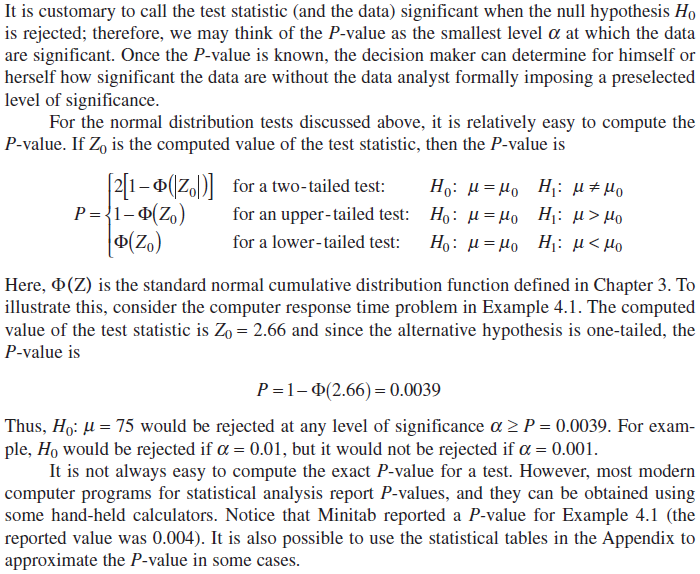 It is customary to call the test statistic (and the data) significant when the null hypothesis H₀
is rejected; therefore, we may think of the P-value as the smallest level α at which the data
are significant. Once the P-value is known, the decision maker can determine for himself or
herself how significant the data are without the data analyst formally imposing a preselected
level of significance.
For the normal distribution tests discussed above, it is relatively easy to compute the
P-value. If Z₀ is the computed value of the test statistic, then the P-value is
P = { 2[1 − Φ(|Z₀|)] for a two-tailed test: H₀: μ = μ₀ H₁: μ ≠ μ₀
1 − Φ(Z₀) for an upper-tailed test: H₀: μ = μ₀ H₁: μ > μ₀
Φ(Z₀) for a lower-tailed test: H₀: μ = μ₀ H₁: μ < μ₀
Here, Φ(Z) is the standard normal cumulative distribution function defined in Chapter 3. To
illustrate this, consider the computer response time problem in Example 4.1. The computed
value of the test statistic is Z₀ = 2.66 and since the alternative hypothesis is one-tailed, the
P-value is
P = 1 − Φ(2.66) = 0.0039
Thus, H₀: μ = 75 would be rejected at any level of significance α ≥ P = 0.0039. For exam-
ple, H₀ would be rejected if α = 0.01, but it would not be rejected if α = 0.001.
It is not always easy to compute the exact P-value for a test. However, most modern
computer programs for statistical analysis report P-values, and they can be obtained using
some hand-held calculators. Notice that Minitab reported a P-value for Example 4.1 (the
reported value was 0.004). It is also possible to use the statistical tables in the Appendix to
approximate the P-value in some cases.